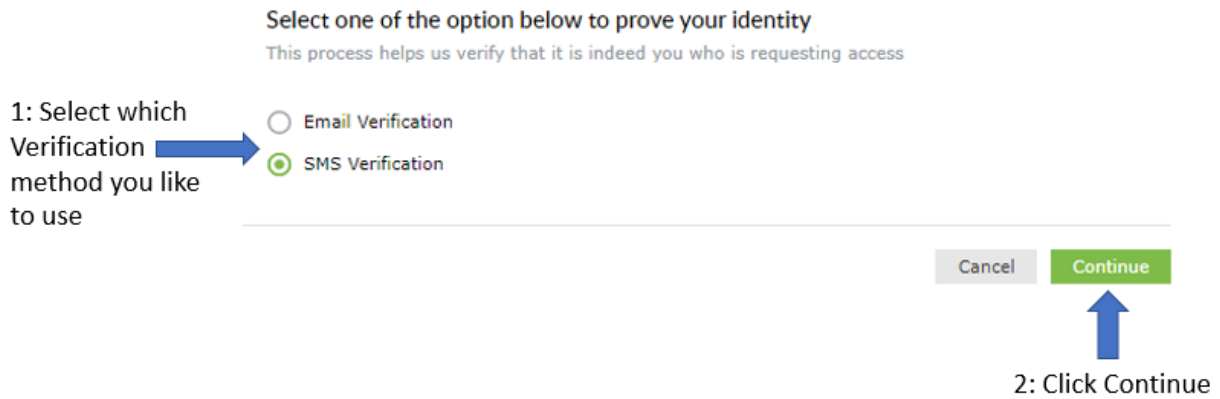 Select one of the option below to prove your identity
This process helps us verify that it is indeed you who is requesting access
1: Select which
Verification
method you like
to use
Email Verification
SMS Verification
Cancel
Continue
2: Click Continue